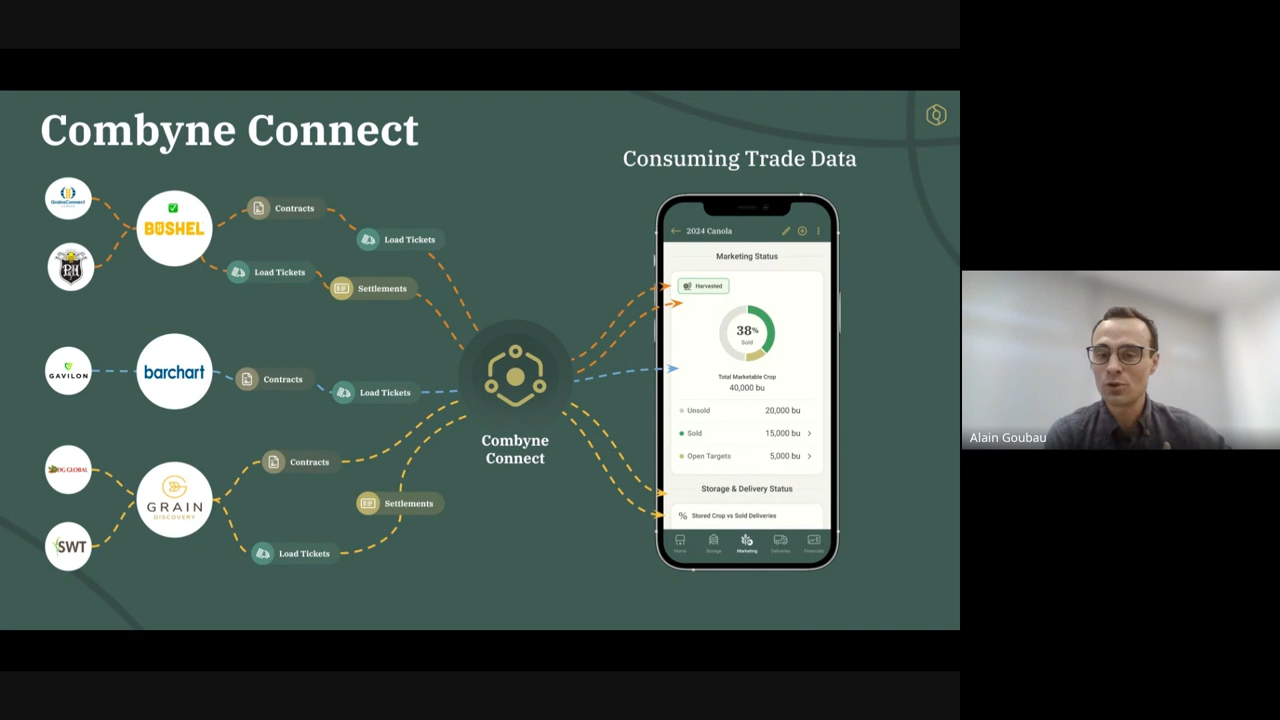 Combyne Connect
Consuming Trade Data
GrainsConnect
P&H
BUSHEL
Contracts
Load Tickets
Load Tickets
Settlements
GAVILON
barchart
Contracts
Load Tickets
Combyne
Connect
DG GLOBAL
SWT
GRAIN
DISCOVERY
Contracts
Settlements
Load Tickets
2024 Canola
Marketing Status
Harvested
38%
Sold
Total Marketable Crop
40,000 bu
Unsold 20,000 bu
Sold 15,000 bu
Open Targets 5,000 bu
Storage & Delivery Status
% Stored Crop vs Sold Deliveries
Home Storage Marketing Deliveries Financials
Alain Goubau